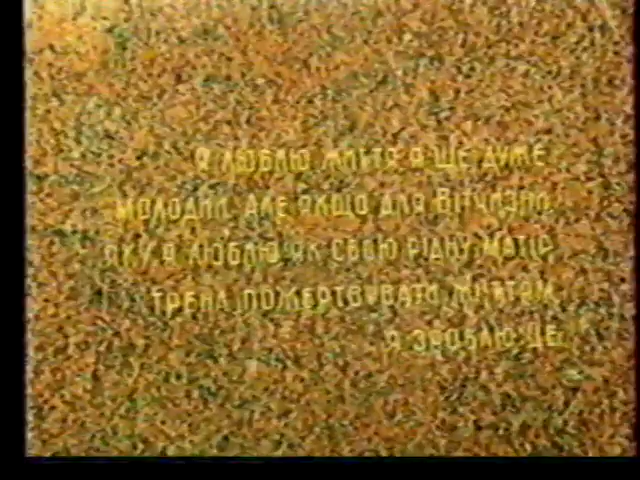 Я ЛЮБЛЮ ЖИТТЯ Я ЩЕ ДУЖЕ
МОЛОДИЙ. АЛЕ ЯКЩО ДЛЯ ВІТЧИЗНИ,
ЯКУ Я ЛЮБЛЮ ЯК СВОЮ РІДНУ МАТІР
ТРЕБА ПОЖЕРТВУВАТИ ЖИТТЯМ
Я ЗРОБЛЮ ЦЕ